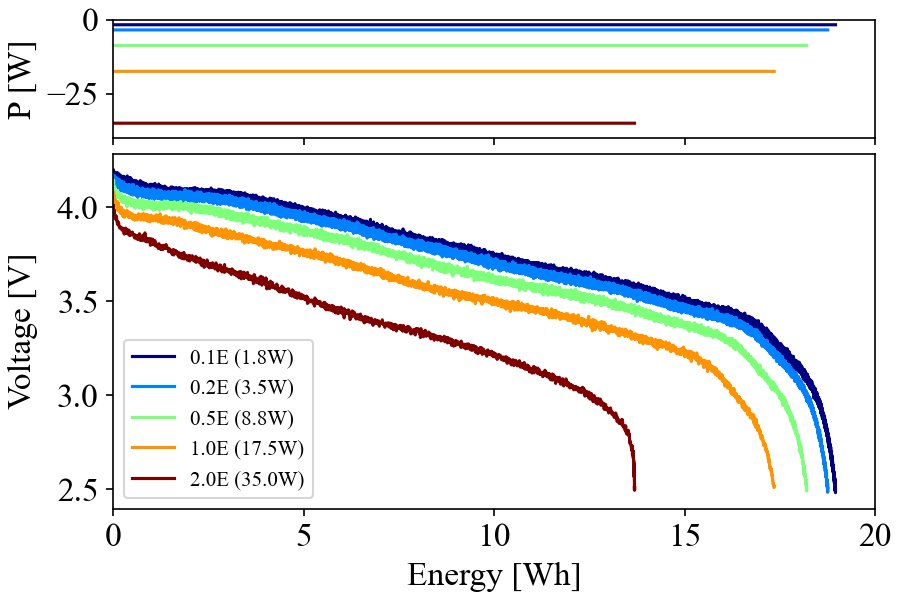 P [W]
0
−25
Voltage [V]
4.0
3.5
3.0
2.5
0.1E (1.8W)
0.2E (3.5W)
0.5E (8.8W)
1.0E (17.5W)
2.0E (35.0W)
0 5 10 15 20
Energy [Wh]